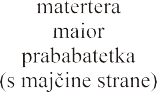 matertera
maior
prababatetka
(s majčine strane)